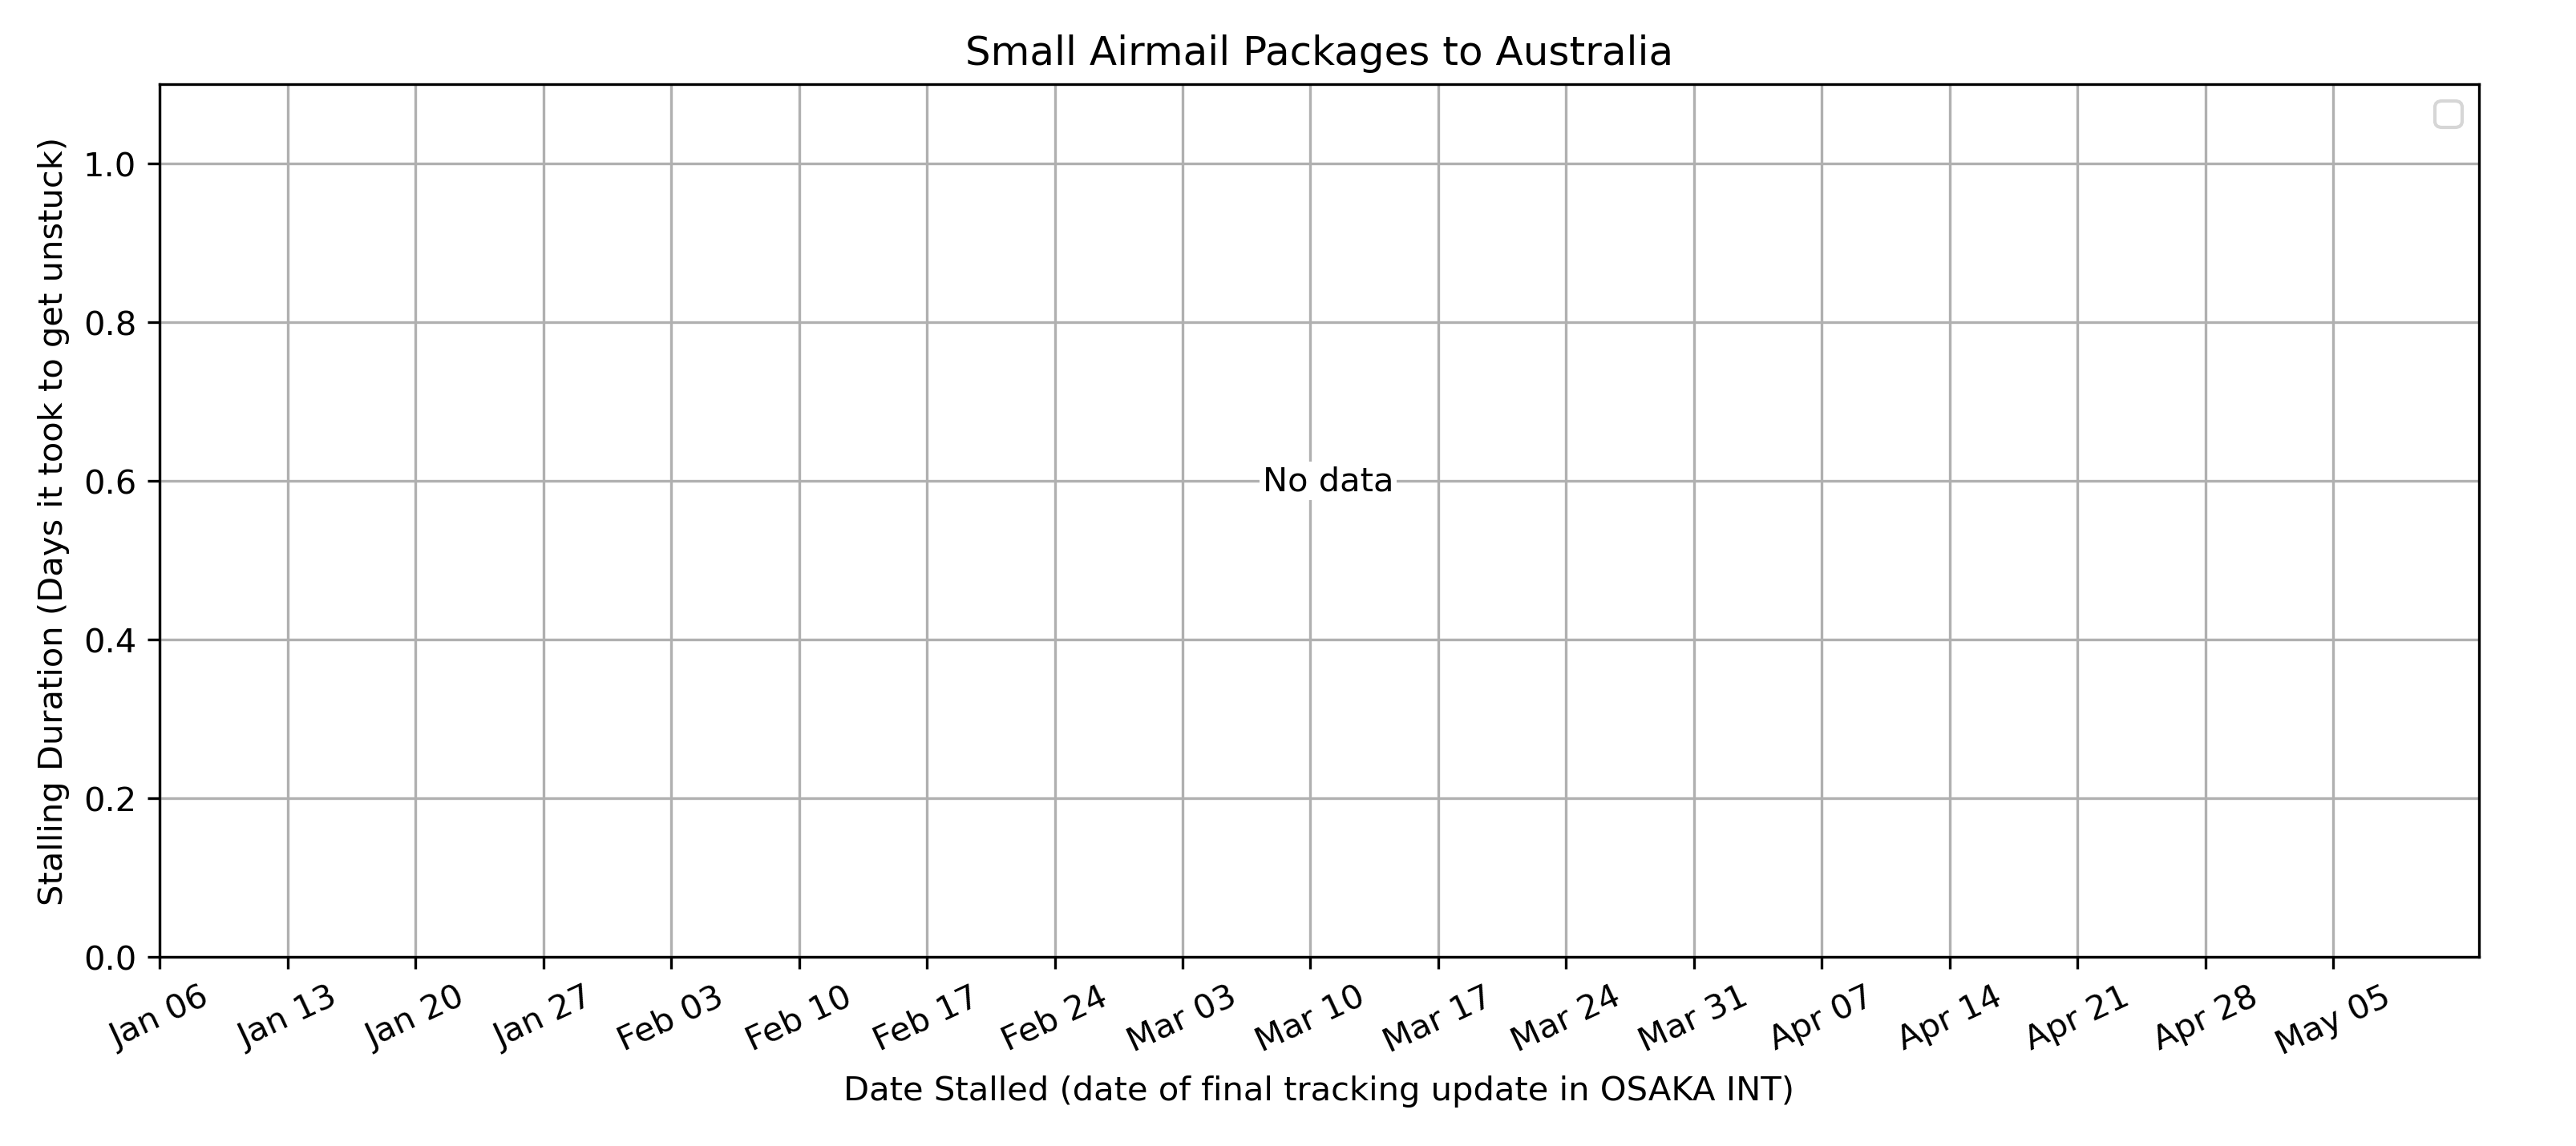 Small Airmail Packages to Australia
Stalling Duration (Days it took to get unstuck)
1.0
0.8
0.6
0.4
0.2
0.0
No data
Jan 06
Jan 13
Jan 20
Jan 27
Feb 03
Feb 10
Feb 17
Feb 24
Mar 03
Mar 10
Mar 17
Mar 24
Mar 31
Apr 07
Apr 14
Apr 21
Apr 28
May 05
Date Stalled (date of final tracking update in OSAKA INT)